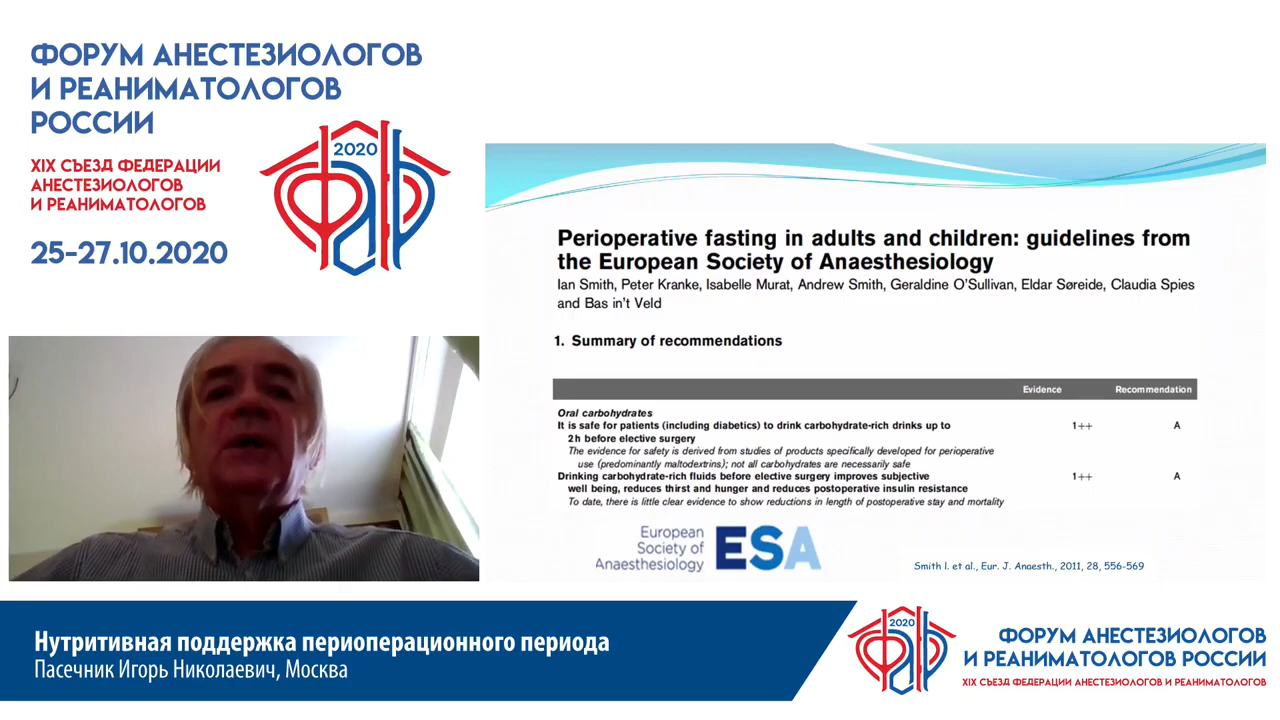 ФОРУМ АНЕСТЕЗИОЛОГОВ
И РЕАНИМАТОЛОГОВ
РОССИИ
XIX СЪЕЗД ФЕДЕРАЦИИ
АНЕСТЕЗИОЛОГОВ
И РЕАНИМАТОЛОГОВ
25-27.10.2020
2020
ФАР
Perioperative fasting in adults and children: guidelines from
the European Society of Anaesthesiology
Ian Smith, Peter Kranke, Isabelle Murat, Andrew Smith, Geraldine O'Sullivan, Eldar Søreide, Claudia Spies
and Bas in't Veld
1. Summary of recommendations
Evidence Recommendation
Oral carbohydrates
It is safe for patients (including diabetics) to drink carbohydrate-rich drinks up to 1++ A
2 h before elective surgery
The evidence for safety is derived from studies of products specifically developed for perioperative
use (predominantly maltodextrins); not all carbohydrates are necessarily safe
Drinking carbohydrate-rich fluids before elective surgery improves subjective 1++ A
well being, reduces thirst and hunger and reduces postoperative insulin resistance
To date, there is little clear evidence to show reductions in length of postoperative stay and mortality
European
Society of
Anaesthesiology
ESA
Smith I. et al., Eur. J. Anaesth., 2011, 28, 556-569
Нутритивная поддержка периоперационного периода
Пасечник Игорь Николаевич, Москва
2020
ФАР
ФОРУМ АНЕСТЕЗИОЛОГОВ
И РЕАНИМАТОЛОГОВ РОССИИ
XIX СЪЕЗД ФЕДЕРАЦИИ АНЕСТЕЗИОЛОГОВ И РЕАНИМАТОЛОГОВ